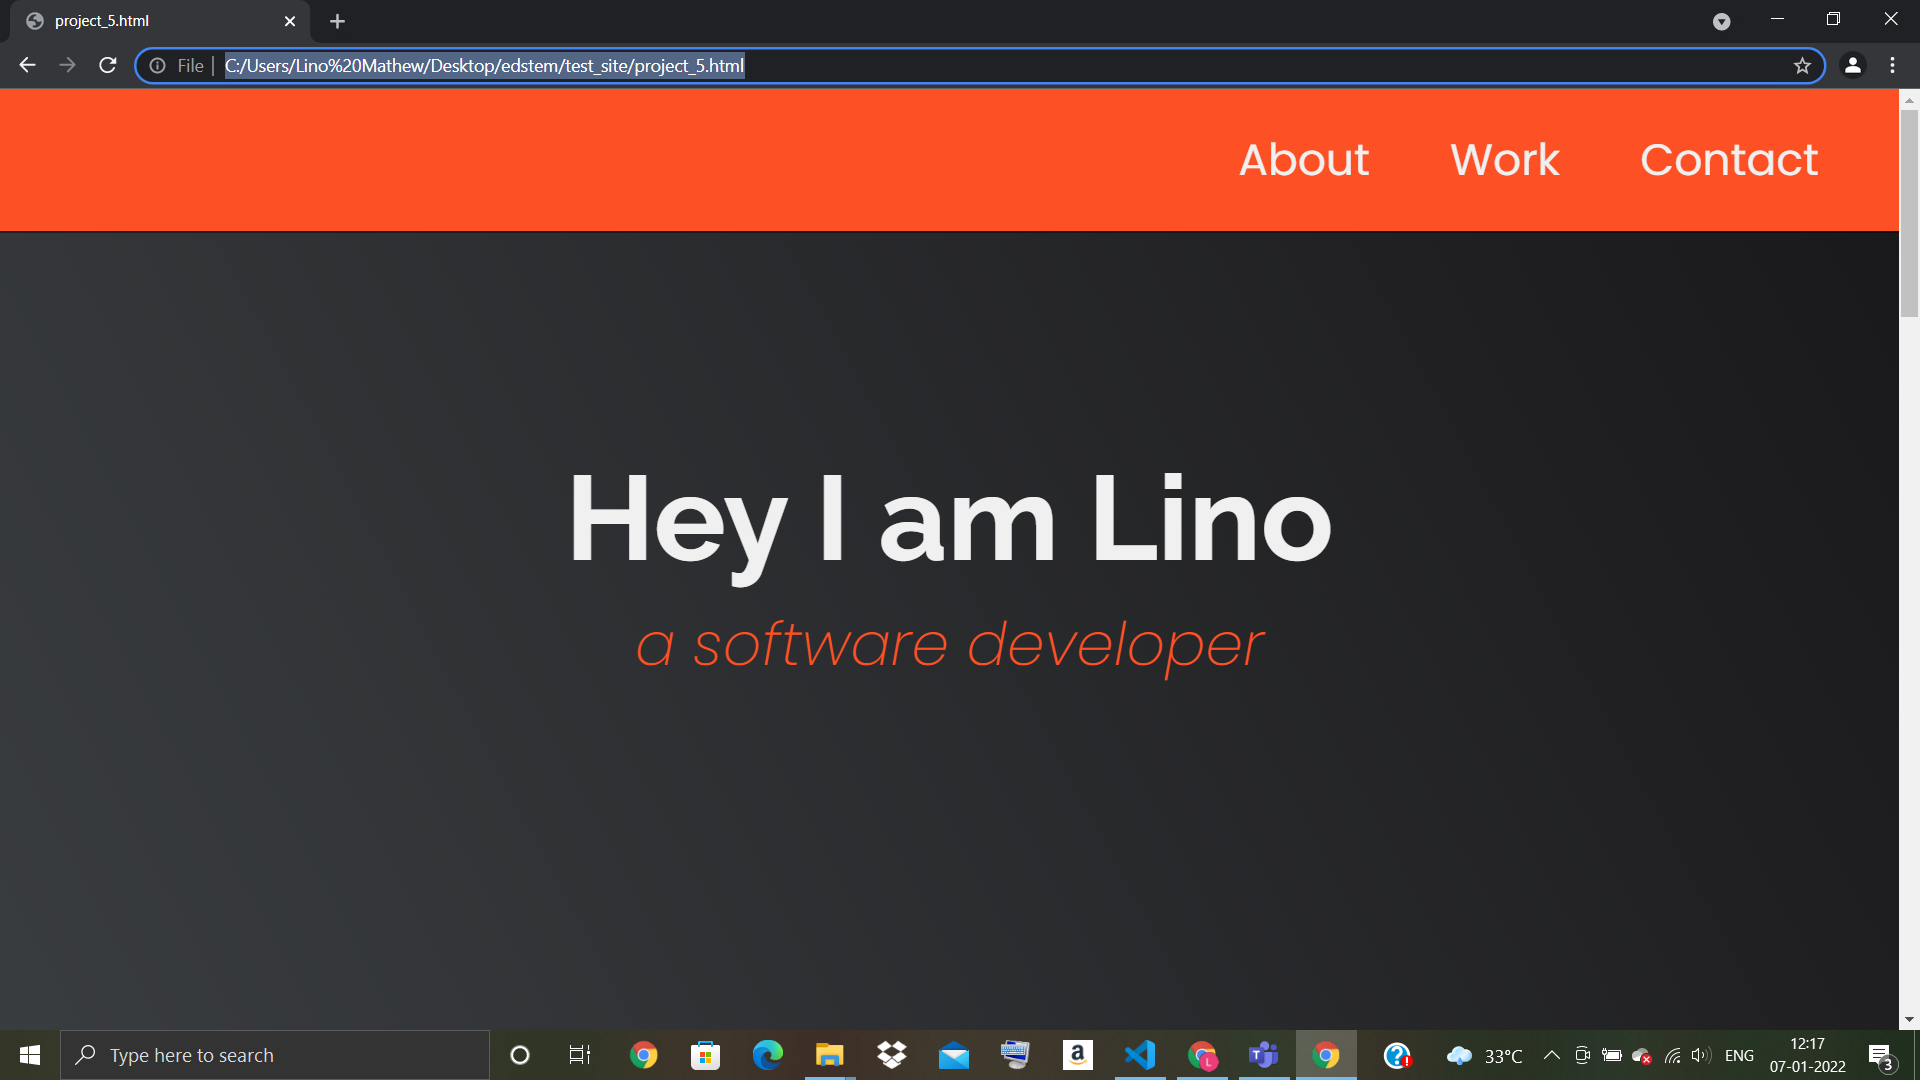 project_5.html
File | C:/Users/Lino%20Mathew/Desktop/edstem/test_site/project_5.html
About Work Contact
Hey I am Lino
a software developer
Type here to search
33°C ENG 12:17
07-01-2022
3